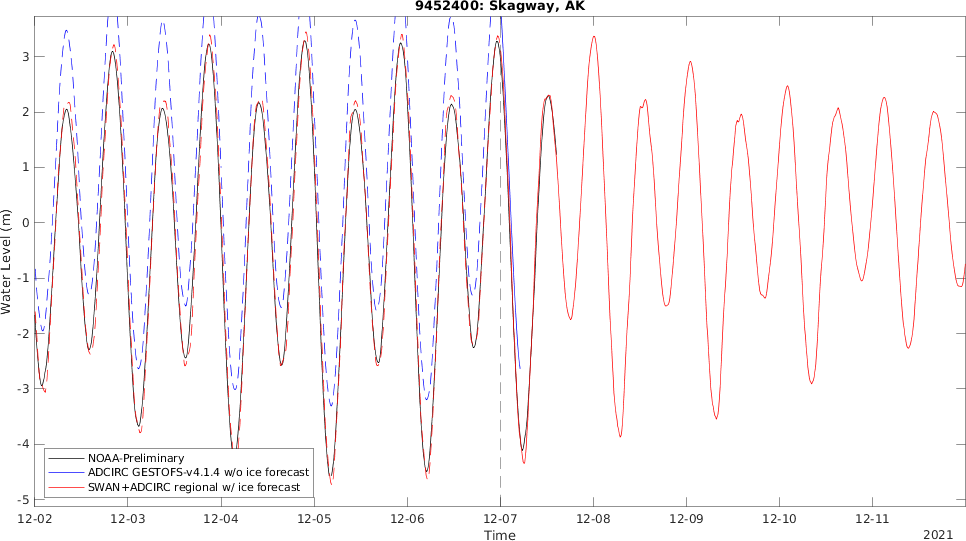 9452400: Skagway, AK
3
2
1
0
-1
-2
-3
-4
-5
Water Level (m)
NOAA-Preliminary
ADCIRC GESTOFS-v4.1.4 w/o ice forecast
SWAN+ADCIRC regional w/ ice forecast
12-02 12-03 12-04 12-05 12-06 12-07 12-08 12-09 12-10 12-11
Time
2021